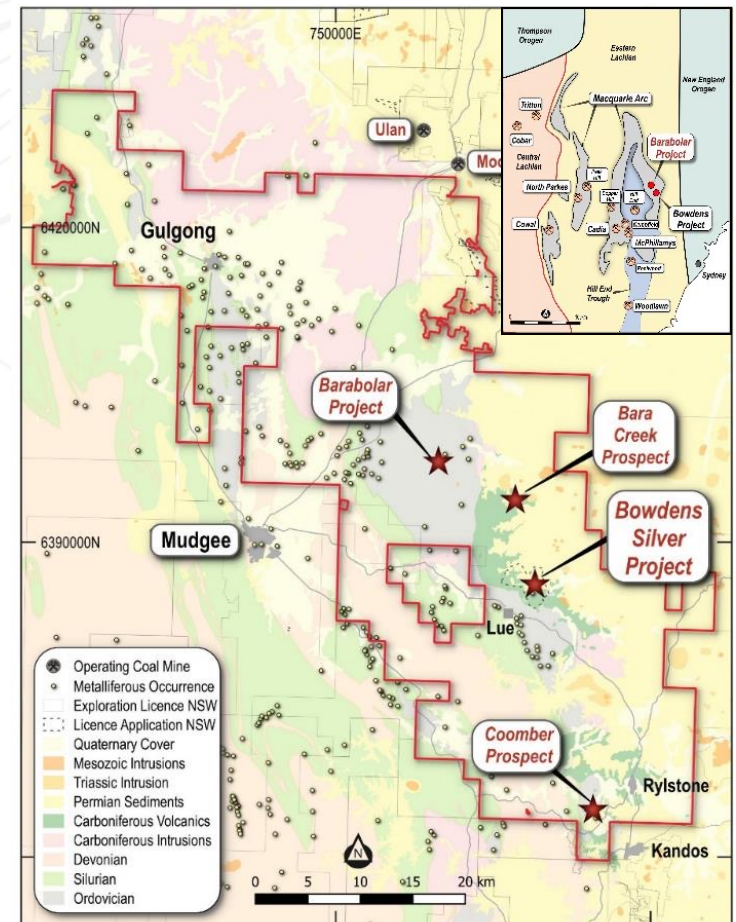 750000E
Ulan
Moo
6420000N
Gulgong
Barabolar
Project
Bara
Creek
Prospect
Bowdens
Silver
Project
6390000N
Mudgee
Lue
Coomber
Prospect
Rylstone
Kandos
Operating Coal Mine
Metalliferous Occurrence
Exploration Licence NSW
Licence Application NSW
Quaternary Cover
Mesozoic Intrusions
Triassic Intrusion
Permian Sediments
Carboniferous Volcanics
Carboniferous Intrusions
Devonian
Silurian
Ordovician
N
0 5 10 15 20 km
Thompson
Orogen
Eastern
Lachlan
New England
Orogen
Macquarie Arc
Tritton
Cobar
Central
Lachlan
Barabolar
Project
North Parkes
Bowdens
Project
Cowal
Cadia
McPhillamys
Hill End
Trough
Woodlawn
Sydney